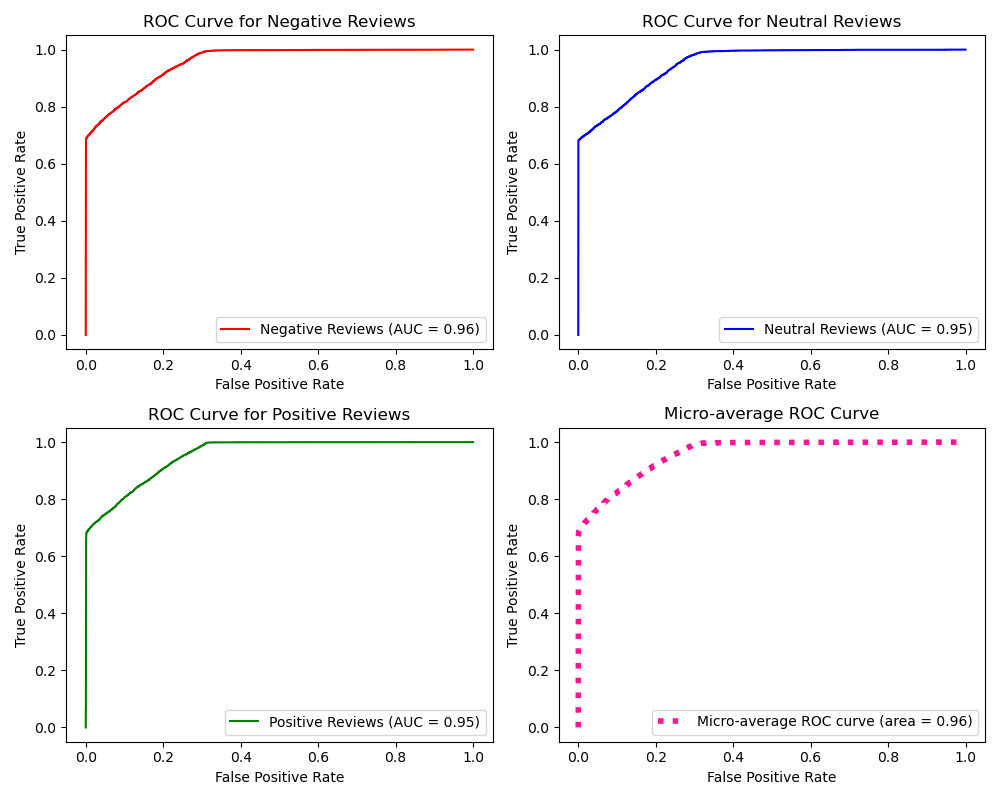 ROC Curve for Negative Reviews
True Positive Rate
1.0
0.8
0.6
0.4
0.2
0.0
Negative Reviews (AUC = 0.96)
0.0 0.2 0.4 0.6 0.8 1.0
False Positive Rate
ROC Curve for Neutral Reviews
True Positive Rate
1.0
0.8
0.6
0.4
0.2
0.0
Neutral Reviews (AUC = 0.95)
0.0 0.2 0.4 0.6 0.8 1.0
False Positive Rate
ROC Curve for Positive Reviews
True Positive Rate
1.0
0.8
0.6
0.4
0.2
0.0
Positive Reviews (AUC = 0.95)
0.0 0.2 0.4 0.6 0.8 1.0
False Positive Rate
Micro-average ROC Curve
True Positive Rate
1.0
0.8
0.6
0.4
0.2
0.0
Micro-average ROC curve (area = 0.96)
0.0 0.2 0.4 0.6 0.8 1.0
False Positive Rate